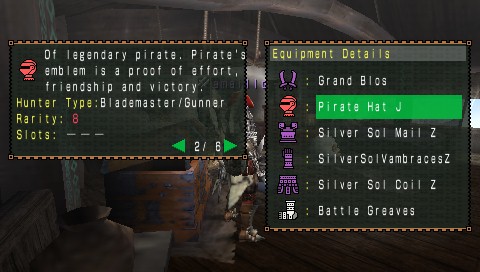 Of legendary pirate. Pirate's
emblem is a proof of effort,
friendship and victory.
Hunter Type:Blademaster/Gunner
Rarity: 8
Slots: ― ― ―
2/ 6
Equipment Details
: Grand Blos
: Pirate Hat J
: Silver Sol Mail Z
: SilverSolVambracesZ
: Silver Sol Coil Z
: Battle Greaves